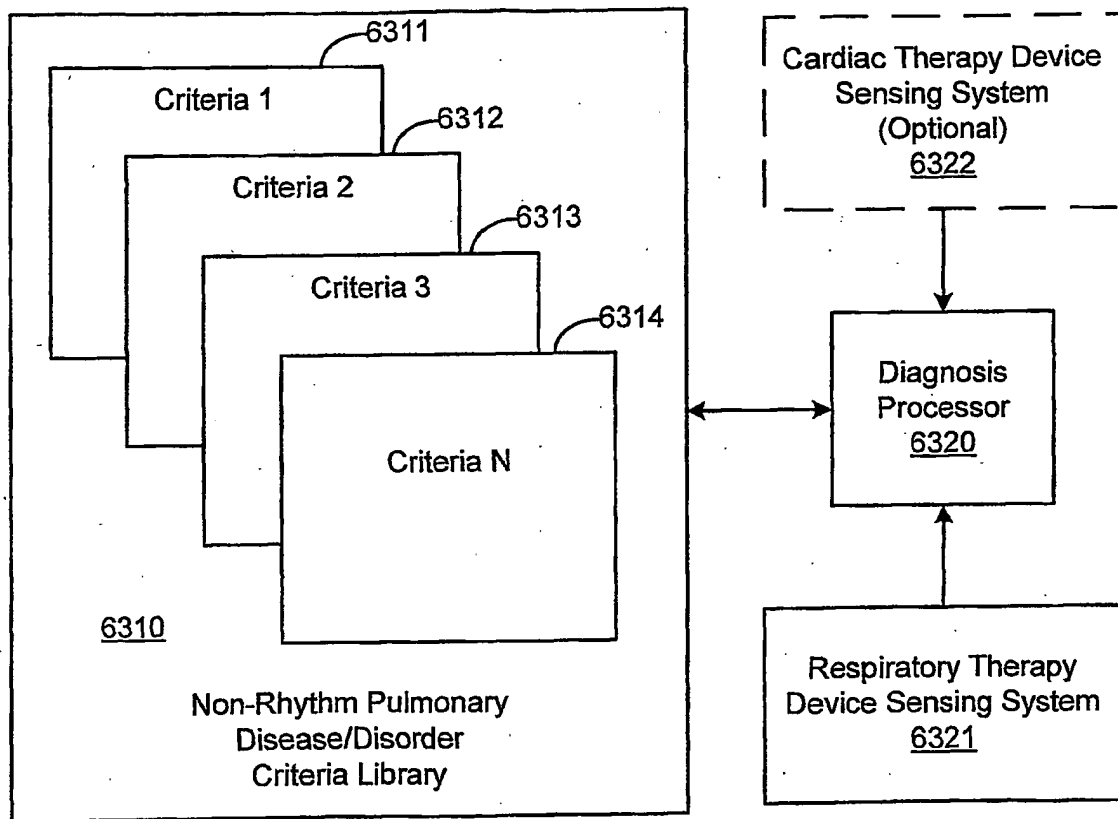 6311
Criteria 1
6312
Criteria 2
6313
Criteria 3
6314
Criteria N
6310
Non-Rhythm Pulmonary
Disease/Disorder
Criteria Library
Cardiac Therapy Device
Sensing System
(Optional)
6322
Diagnosis
Processor
6320
Respiratory Therapy
Device Sensing System
6321